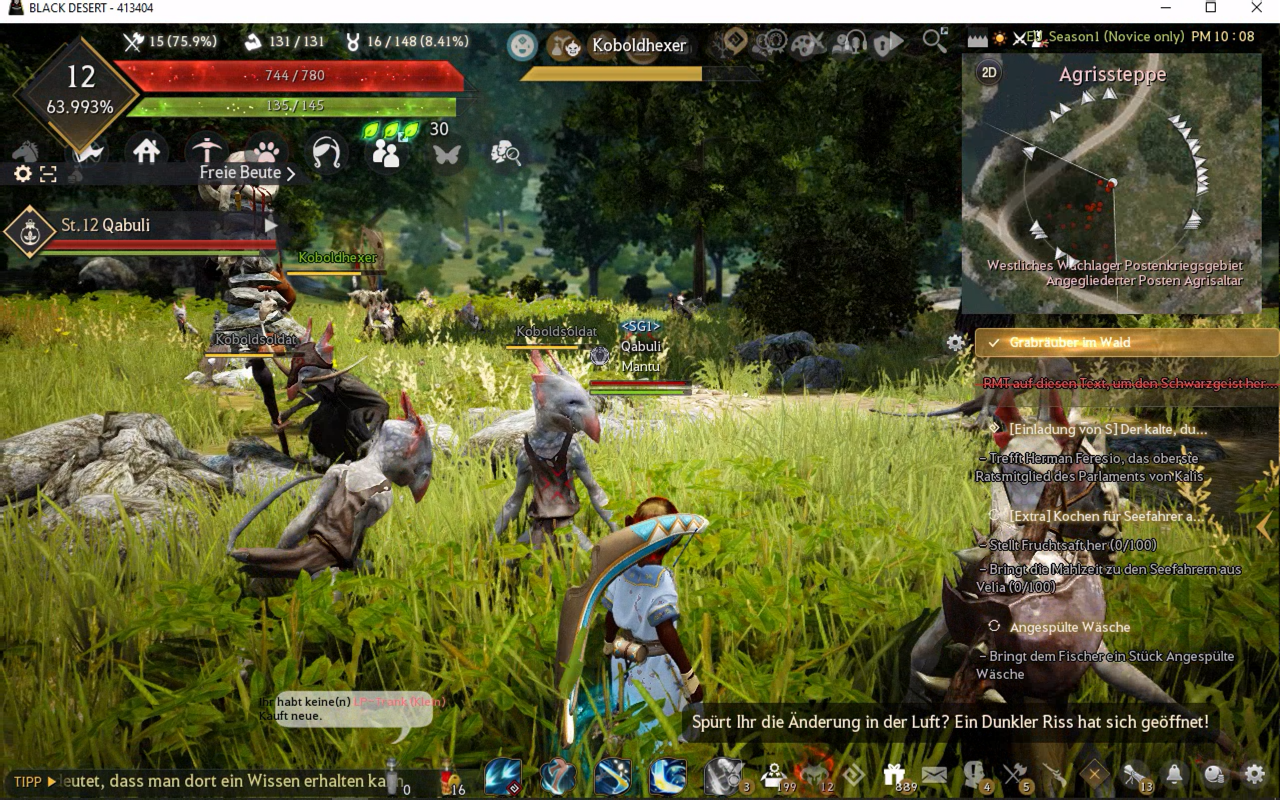 BLACK DESERT - 413404
15 (75.9%)
131 / 131
16 / 148 (8.41%)
Koboldhexer
Season1 (Novice only)
PM 10 : 08
12
63.993%
744 / 780
135 / 145
30
2D
Agrissteppe
Freie Beute
St.12 Qabuli
Koboldhexer
Westliches Wachlager Postenkriegsgebiet
Angegliederter Posten Agrisaltar
Koboldsoldat
Koboldsoldat
<SG1>
Qabuli
Mantu
Grabräuber im Wald
RMT auf diesen Text, um den Schwarzgeist her...
[Einladung von S] Der kalte, du...
– Trefft Herman Feresio, das oberste
Ratsmitglied des Parlaments von Kalis
[Extra] Kochen für Seefahrer a...
– Stellt Fruchtsaft her (0/100)
– Bringt die Mahlzeit zu den Seefahrern aus
Velia (0/100)
Angespülte Wäsche
– Bringt dem Fischer ein Stück Angespülte
Wäsche
Ihr habt keine(n)
Kauft neue.
Spürt Ihr die Änderung in der Luft? Ein Dunkler Riss hat sich geöffnet!
TIPP
eutet, dass man dort ein Wissen erhalten ka
0
16
3
199
12
839
4
5
13